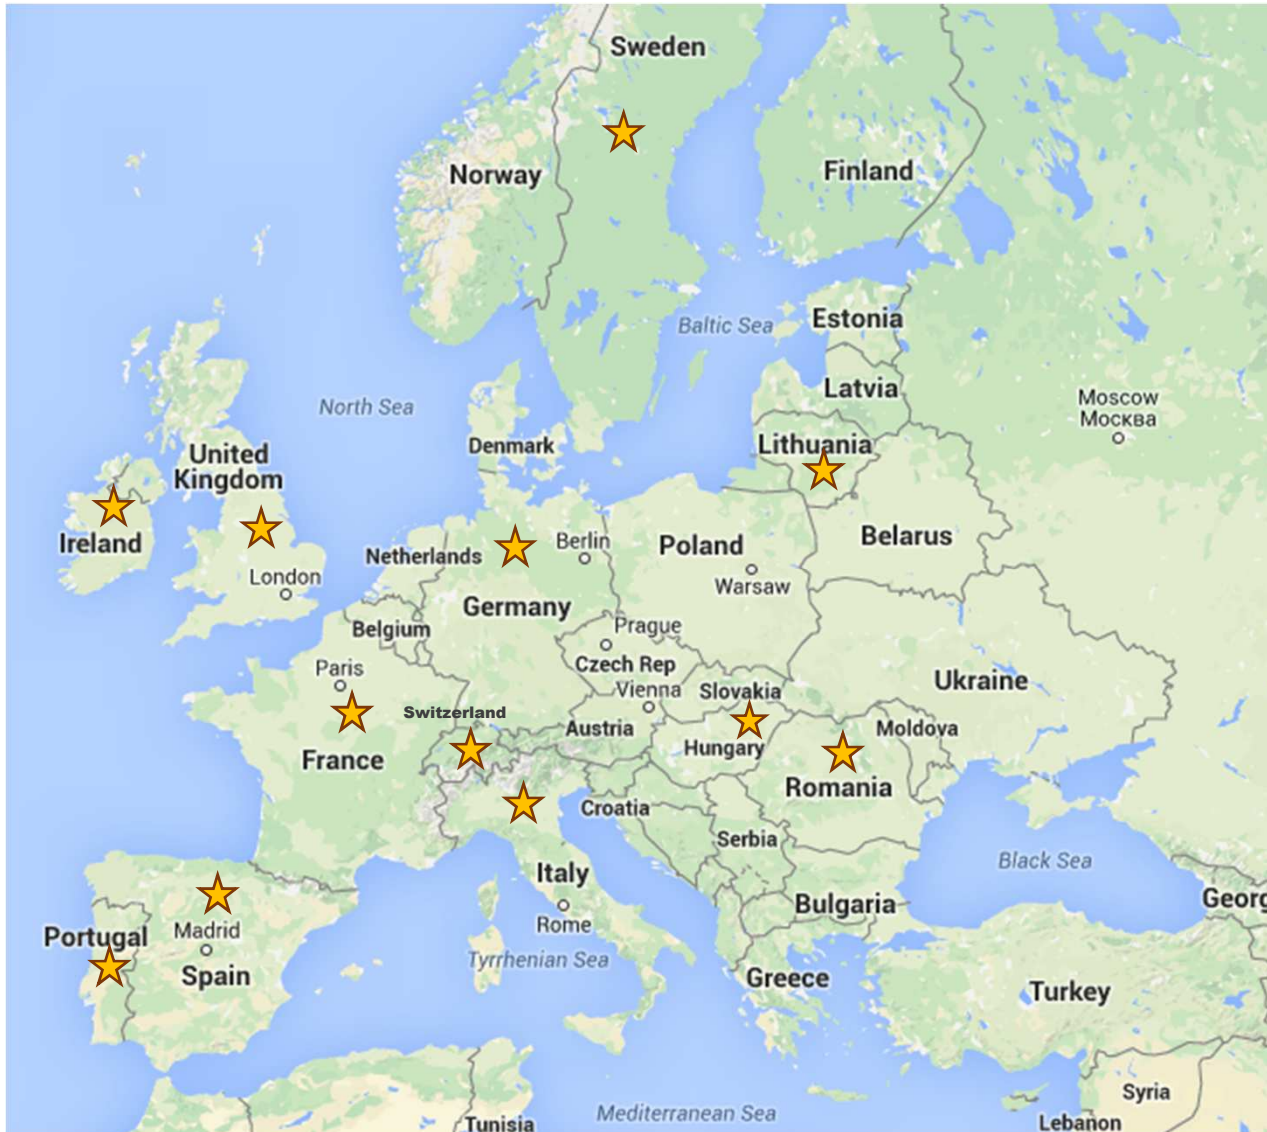 Sweden
Norway
Finland
Baltic Sea
Estonia
Latvia
Moscow
Москва
North Sea
Denmark
Lithuania
United
Kingdom
Ireland
London
Netherlands
Berlin
Poland
Warsaw
Belarus
Germany
Belgium
Prague
Czech Rep
Paris
Switzerland
Vienna
Slovakia
Ukraine
Austria
Hungary
Moldova
France
Romania
Croatia
Serbia
Black Sea
Italy
Rome
Bulgaria
Georg
Portugal
Madrid
Spain
Tyrrhenian Sea
Greece
Turkey
Syria
Mediterranean Sea
Tunisia
Lebanon